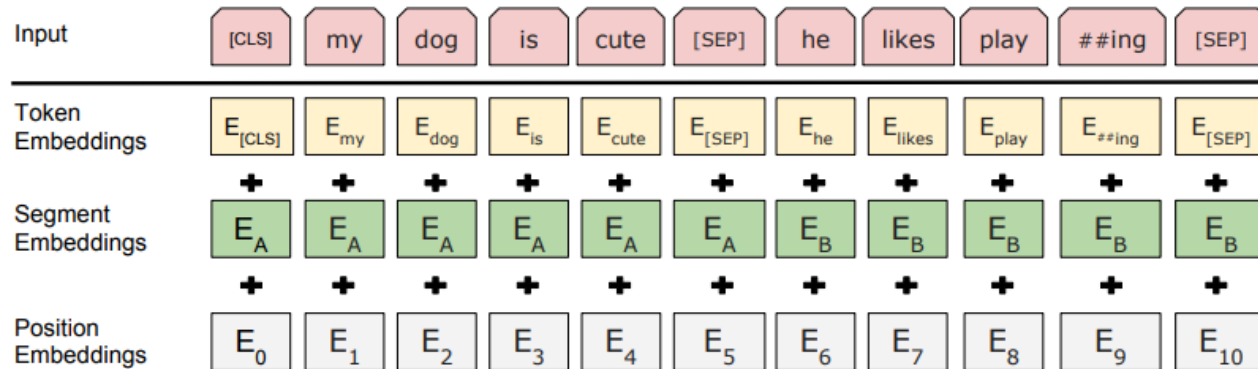 Input [CLS] my dog is cute [SEP] he likes play ##ing [SEP]
Token
Embeddings
E[CLS] Emy Edog Eis Ecute E[SEP] Ehe Elikes Eplay E##ing E[SEP]
+ + + + + + + + + + +
Segment
Embeddings
EA EA EA EA EA EA EB EB EB EB EB
+ + + + + + + + + + +
Position
Embeddings
E0 E1 E2 E3 E4 E5 E6 E7 E8 E9 E10